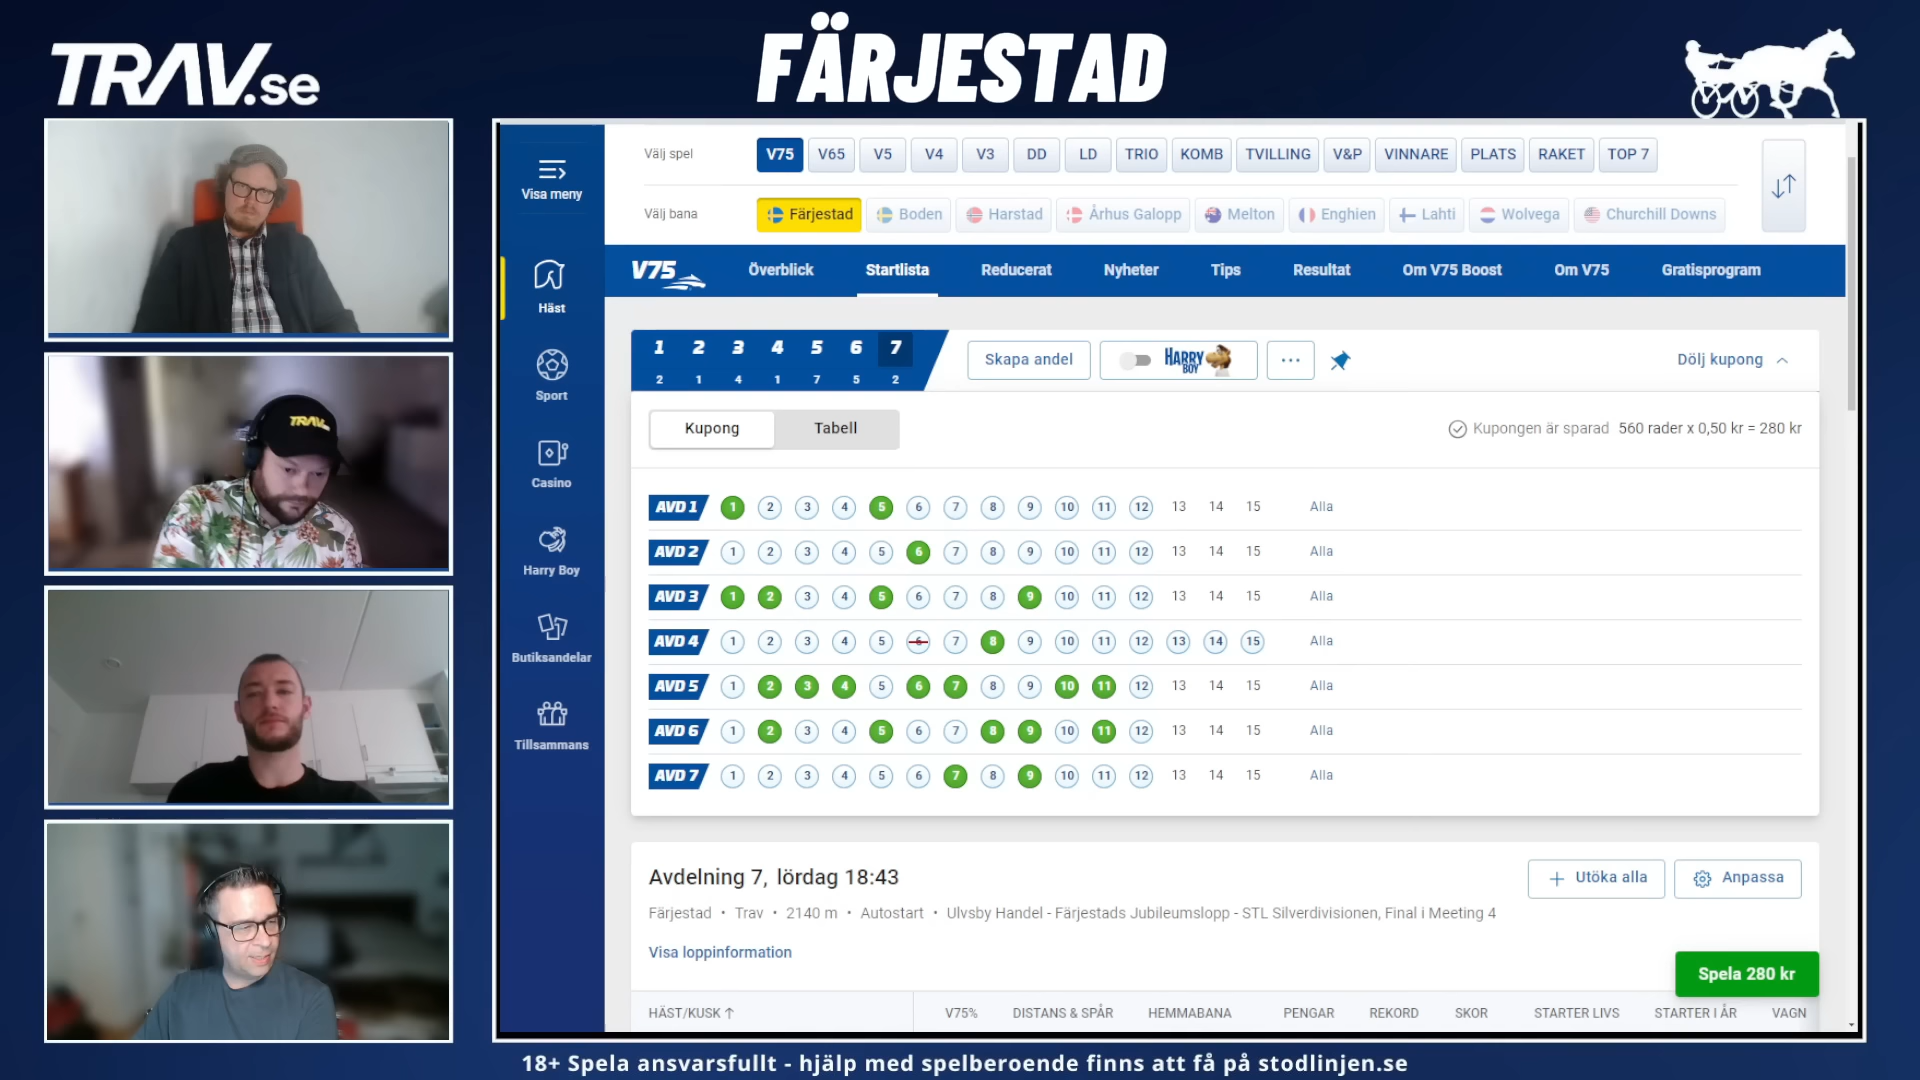 TRAV.se
FÄRJESTAD
TRAV.se
Visa meny
Häst
Sport
Casino
Harry Boy
Butiksandelar
Tillsammans
Välj spel V75 V65 V5 V4 V3 DD LD TRIO KOMB TVILLING V&P VINNARE PLATS RAKET TOP 7
Välj bana Färjestad Boden Harstad Århus Galopp Melton Enghien Lahti Wolvega Churchill Downs
V75 Överblick Startlista Reducerat Nyheter Tips Resultat Om V75 Boost Om V75 Gratisprogram
1 2 3 4 5 6 7
2 1 4 1 7 5 2
Skapa andel HARRY BOY ... Dölj kupong
Kupong Tabell Kupongen är sparad 560 rader x 0,50 kr = 280 kr
AVD 1 1 2 3 4 5 6 7 8 9 10 11 12 13 14 15 Alla
AVD 2 1 2 3 4 5 6 7 8 9 10 11 12 13 14 15 Alla
AVD 3 1 2 3 4 5 6 7 8 9 10 11 12 13 14 15 Alla
AVD 4 1 2 3 4 5 6 7 8 9 10 11 12 13 14 15 Alla
AVD 5 1 2 3 4 5 6 7 8 9 10 11 12 13 14 15 Alla
AVD 6 1 2 3 4 5 6 7 8 9 10 11 12 13 14 15 Alla
AVD 7 1 2 3 4 5 6 7 8 9 10 11 12 13 14 15 Alla
Avdelning 7, lördag 18:43
Utöka alla Anpassa
Färjestad • Trav • 2140 m • Autostart • Ulvsby Handel - Färjestads Jubileumslopp - STL Silverdivisionen, Final i Meeting 4
Visa loppinformation
Spela 280 kr
HÄST/KUSK ↑ V75% DISTANS & SPÅR HEMMABANA PENGAR REKORD SKOR STARTER LIVS STARTER I ÅR VAGN
18+ Spela ansvarsfullt - hjälp med spelberoende finns att få på stodlinjen.se